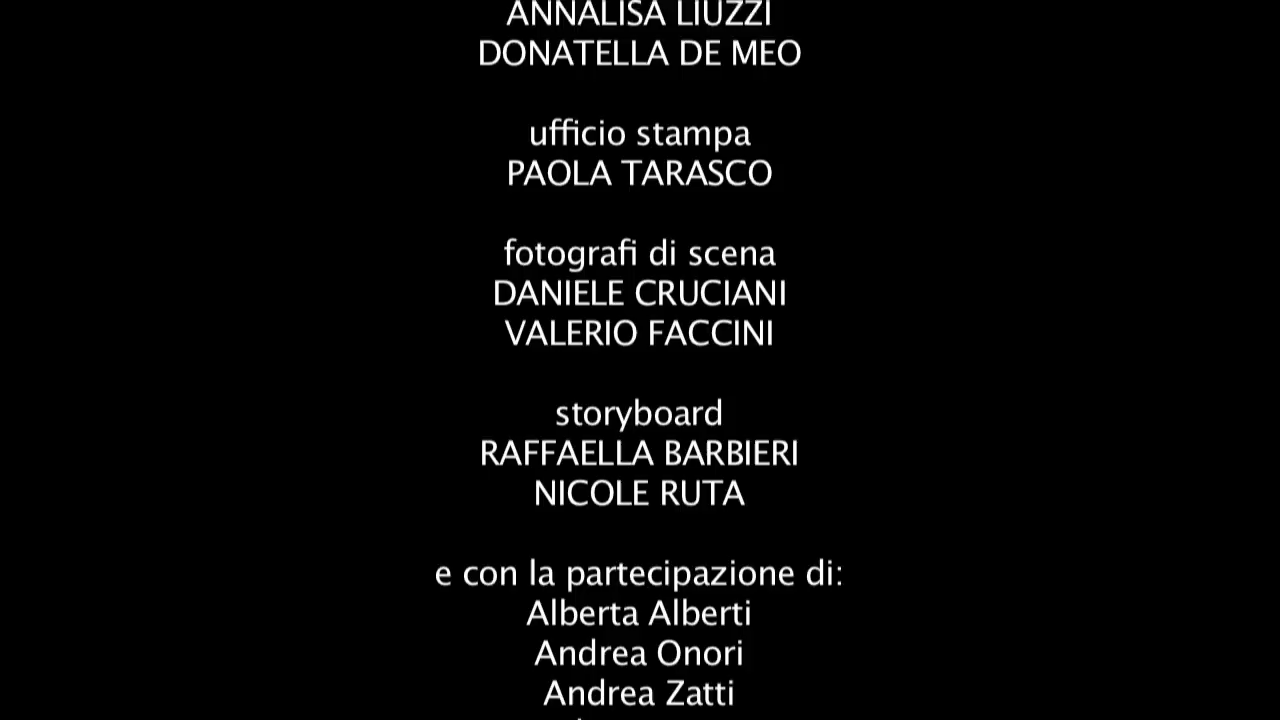 ANNALISA LIUZZI
DONATELLA DE MEO
ufficio stampa
PAOLA TARASCO
fotografi di scena
DANIELE CRUCIANI
VALERIO FACCINI
storyboard
RAFFAELLA BARBIERI
NICOLE RUTA
e con la partecipazione di:
Alberta Alberti
Andrea Onori
Andrea Zatti